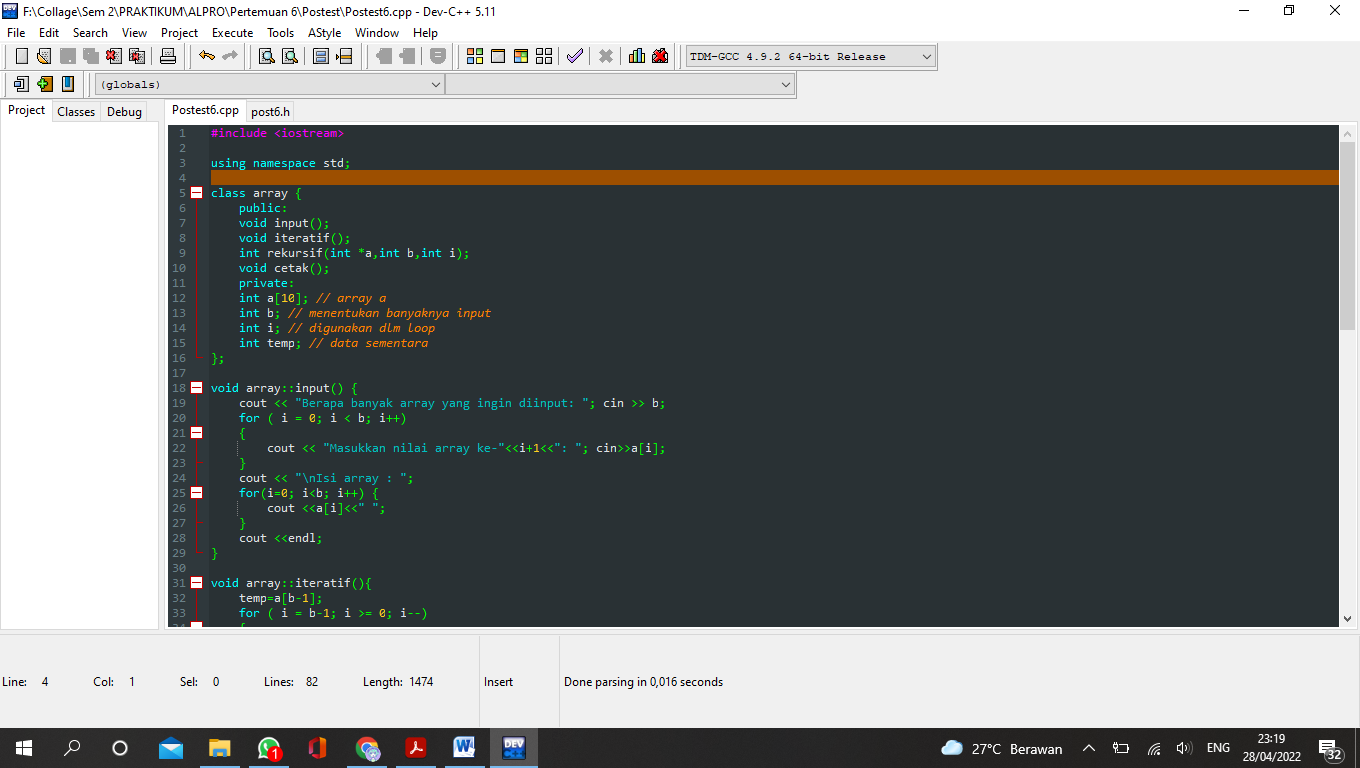 F:\Collage\Sem 2\PRAKTIKUM\ALPRO\Pertemuan 6\Postest\Postest6.cpp - Dev-C++ 5.11
File Edit Search View Project Execute Tools AStyle Window Help
TDM-GCC 4.9.2 64-bit Release
(globals)
Project Classes Debug
Postest6.cpp post6.h
1 #include <iostream>
2
3 using namespace std;
4
5 class array {
6 public:
7 void input();
8 void iteratif();
9 int rekursif(int *a,int b,int i);
10 void cetak();
11 private:
12 int a[10]; // array a
13 int b; // menentukan banyaknya input
14 int i; // digunakan dlm loop
15 int temp; // data sementara
16 };
17
18 void array::input() {
19 cout << "Berapa banyak array yang ingin diinput: "; cin >> b;
20 for ( i = 0; i < b; i++)
21 {
22 cout << "Masukkan nilai array ke-"<<i+1<<": "; cin>>a[i];
23 }
24 cout << "\nIsi array : ";
25 for(i=0; i<b; i++) {
26 cout <<a[i]<<" ";
27 }
28 cout <<endl;
29 }
30
31 void array::iteratif(){
32 temp=a[b-1];
33 for ( i = b-1; i >= 0; i--)
Line: 4 Col: 1 Sel: 0 Lines: 82 Length: 1474 Insert Done parsing in 0,016 seconds
27°C Berawan ENG 23:19
28/04/2022
32
1